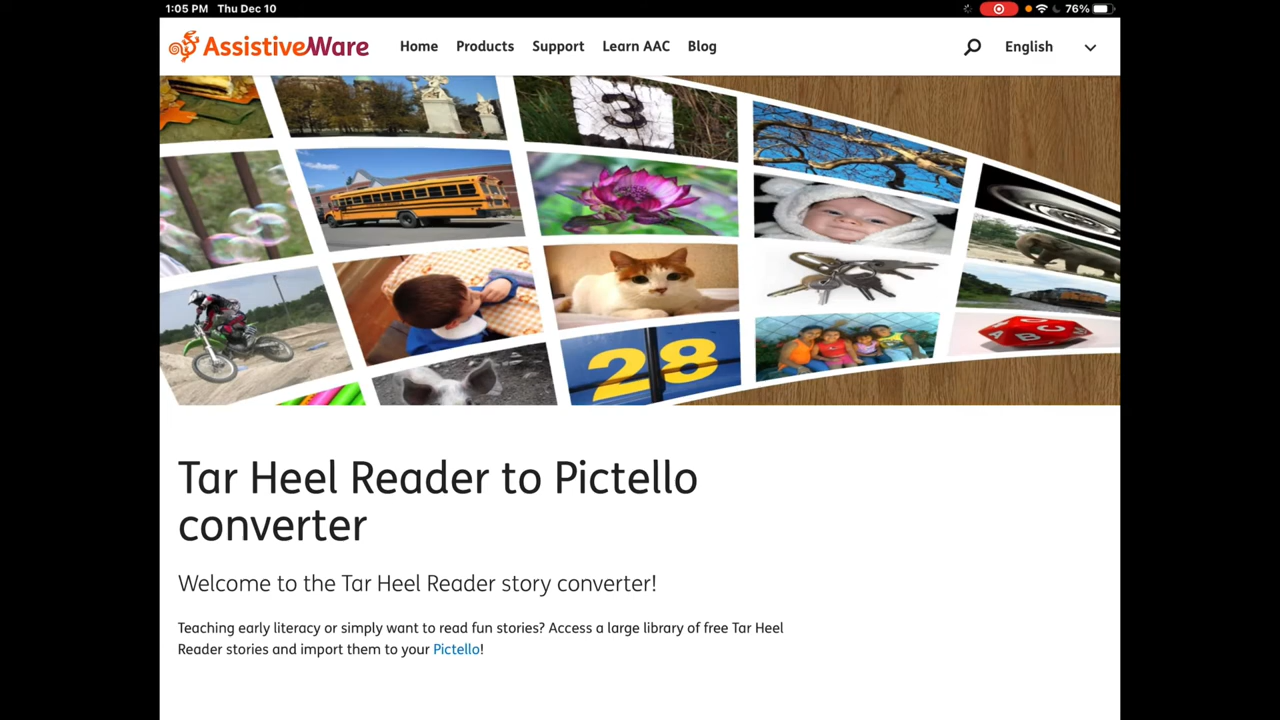 1:05 PM Thu Dec 10
76%
AssistiveWare
Home Products Support Learn AAC Blog
English
3
28
A B C
Tar Heel Reader to Pictello
converter
Welcome to the Tar Heel Reader story converter!
Teaching early literacy or simply want to read fun stories? Access a large library of free Tar Heel
Reader stories and import them to your Pictello!